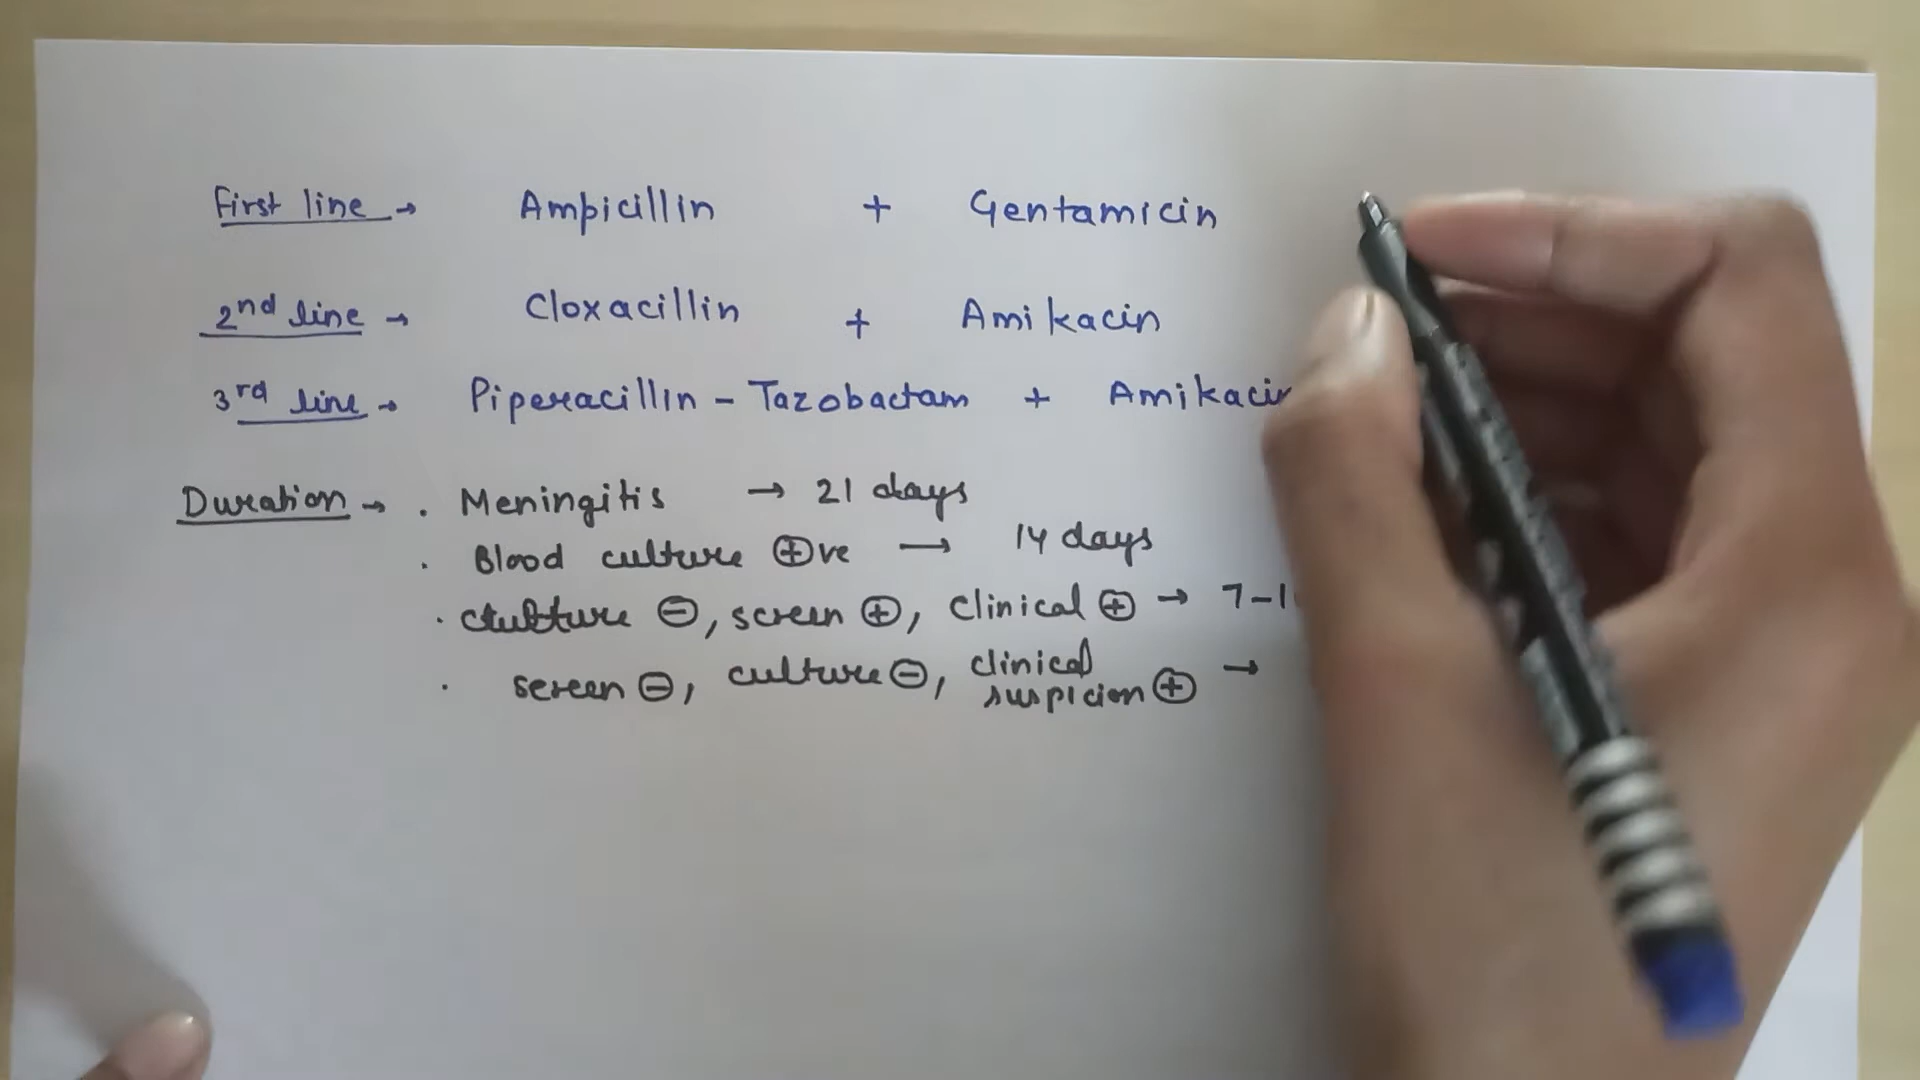 First line → Ampicillin + Gentamicin
2nd line → Cloxacillin + Amikacin
3rd line → Piperacillin - Tazobactam + Amikacin
Duration → . Meningitis → 21 days
. Blood culture ⊕ve → 14 days
. culture ⊖, screen ⊕, clinical ⊕ → 7-1
. screen ⊖, culture ⊖, clinical suspicion ⊕ →